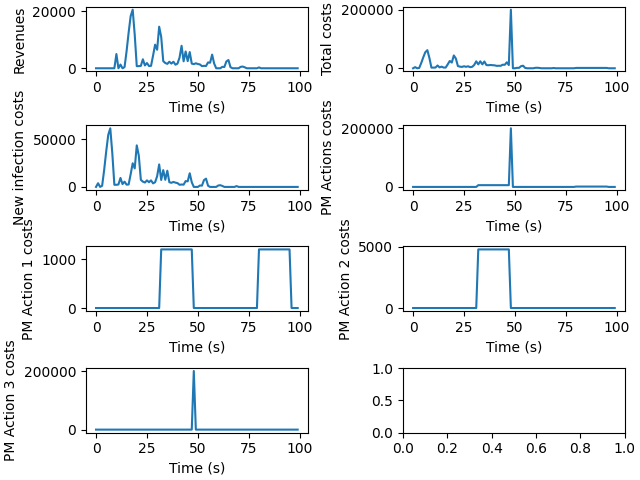 Revenues
20000
0
0 25 50 75 100
Time (s)
Total costs
200000
0
0 25 50 75 100
Time (s)
New infection costs
50000
0
0 25 50 75 100
Time (s)
PM Actions costs
200000
0
0 25 50 75 100
Time (s)
PM Action 1 costs
1000
0
0 25 50 75 100
Time (s)
PM Action 2 costs
5000
0
0 25 50 75 100
Time (s)
PM Action 3 costs
200000
0
0 25 50 75 100
Time (s)
1.0
0.5
0.0
0.0 0.2 0.4 0.6 0.8 1.0